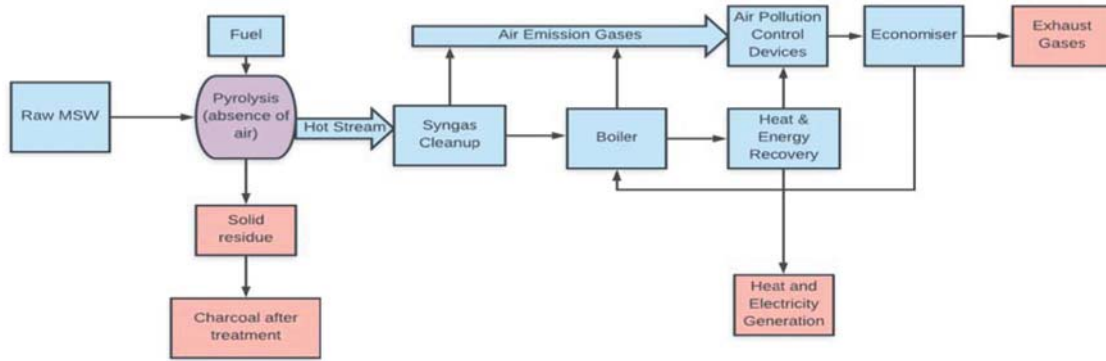 Fuel
Air Emission Gases
Air Pollution
Control
Devices
Economiser
Exhaust
Gases
Raw MSW
Pyrolysis
(absence of
air)
Hot Stream
Syngas
Cleanup
Boiler
Heat &
Energy
Recovery
Solid
residue
Charcoal after
treatment
Heat and
Electricity
Generation